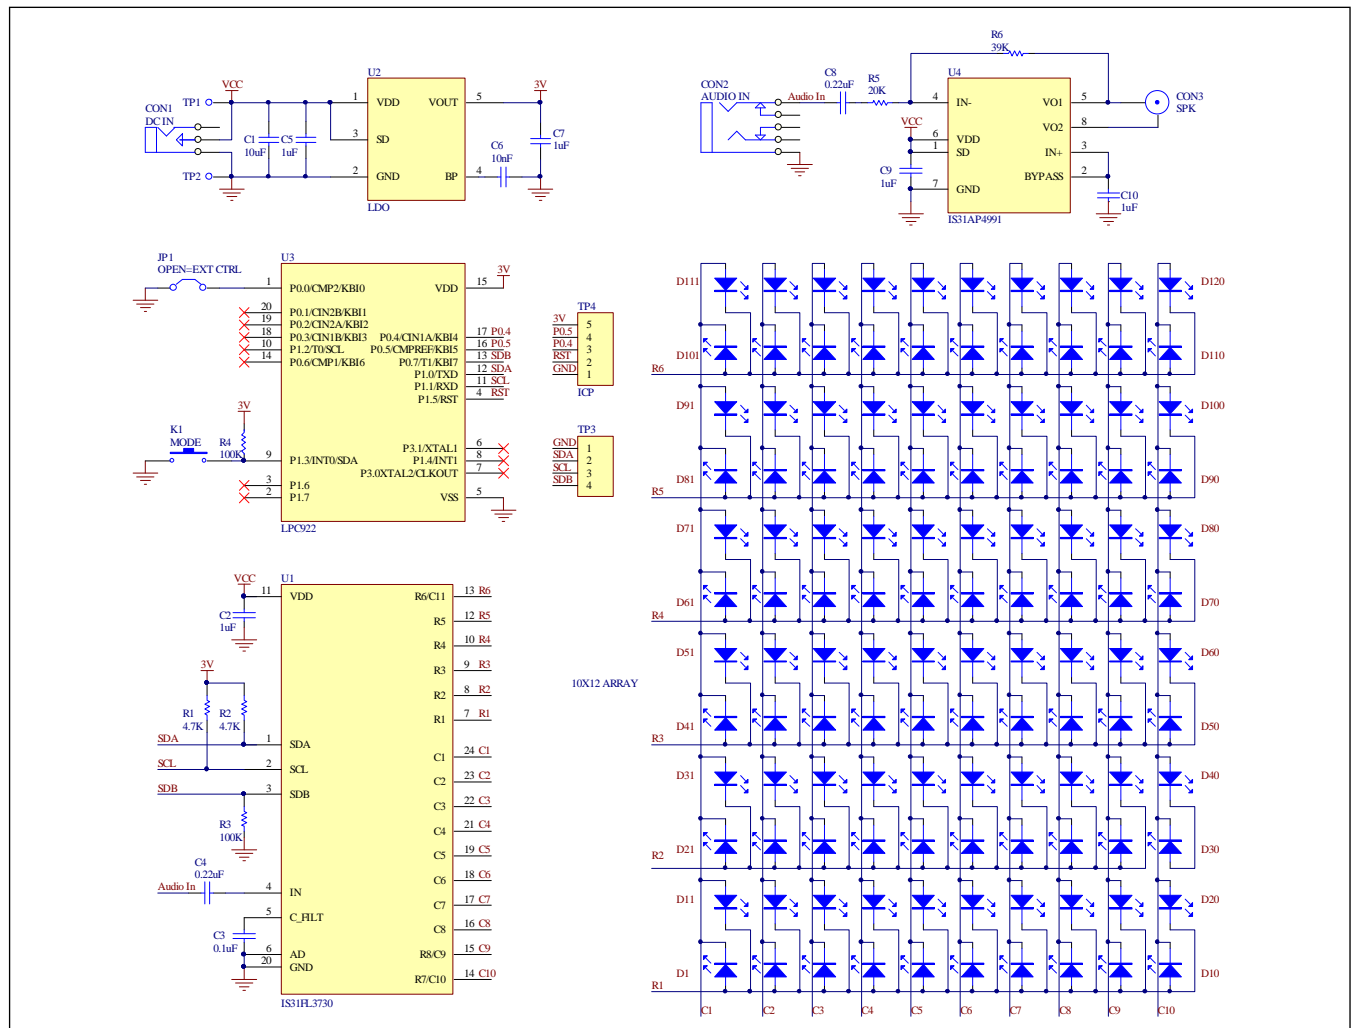 R6
39K
U2
U4
VCC
3V
C8
0.22uF
R5
20K
CON2
AUDIO IN
Audio In
TP1
CON1
DC IN
1
VDD
VOUT
5
4
IN-
VO1
5
CON3
SPK
VO2
8
VCC
C1
10uF
C5
1uF
3
SD
C7
1uF
6
VDD
1
SD
IN+
3
C6
10nF
C9
1uF
TP2
2
GND
BP
4
BYPASS
2
7
GND
C10
1uF
LDO
IS31AP4991
JP1
OPEN=EXT CTRL
U3
3V
1
P0.0/CMP2/KBI0
VDD
15
20
P0.1/CIN2B/KBI1
19
P0.2/CIN2A/KBI2
18
P0.3/CIN1B/KBI3
10
P1.2/T0/SCL
14
P0.6/CMP1/KBI6
P0.4/CIN1A/KBI4
17
P0.4
P0.5/CMPREF/KBI5
16
P0.5
P0.7/T1/KBI7
13
SDB
P1.0/TXD
12
SDA
P1.1/RXD
11
SCL
P1.5/RST
4
RST
TP4
3V
5
P0.5
4
P0.4
3
RST
2
GND
1
ICP
3V
K1
MODE
R4
100K
9
P1.3/INT0/SDA
3
P1.6
2
P1.7
P3.1/XTAL1
6
P1.4/INT1
8
P3.0XTAL2/CLKOUT
7
VSS
5
TP3
GND
1
SDA
2
SCL
3
SDB
4
LPC922
VCC
U1
11
VDD
C2
1uF
3V
R1
4.7K
R2
4.7K
SDA
1
SDA
SCL
2
SCL
SDB
3
SDB
R3
100K
C4
0.22uF
Audio In
4
IN
5
C_FILT
C3
0.1uF
6
AD
20
GND
R6/C11
13
R6
R5
12
R5
R4
10
R4
R3
9
R3
R2
8
R2
R1
7
R1
C1
24
C1
C2
23
C2
C3
22
C3
C4
21
C4
C5
19
C5
C6
18
C6
C7
17
C7
C8
16
C8
R8/C9
15
C9
R7/C10
14
C10
IS31FL3730
10X12 ARRAY
D111
D120
D101
D110
R6
D91
D100
D81
D90
R5
D71
D80
D61
D70
R4
D51
D60
D41
D50
R3
D31
D40
D21
D30
R2
D11
D20
D1
D10
R1
C1
C2
C3
C4
C5
C6
C7
C8
C9
C10